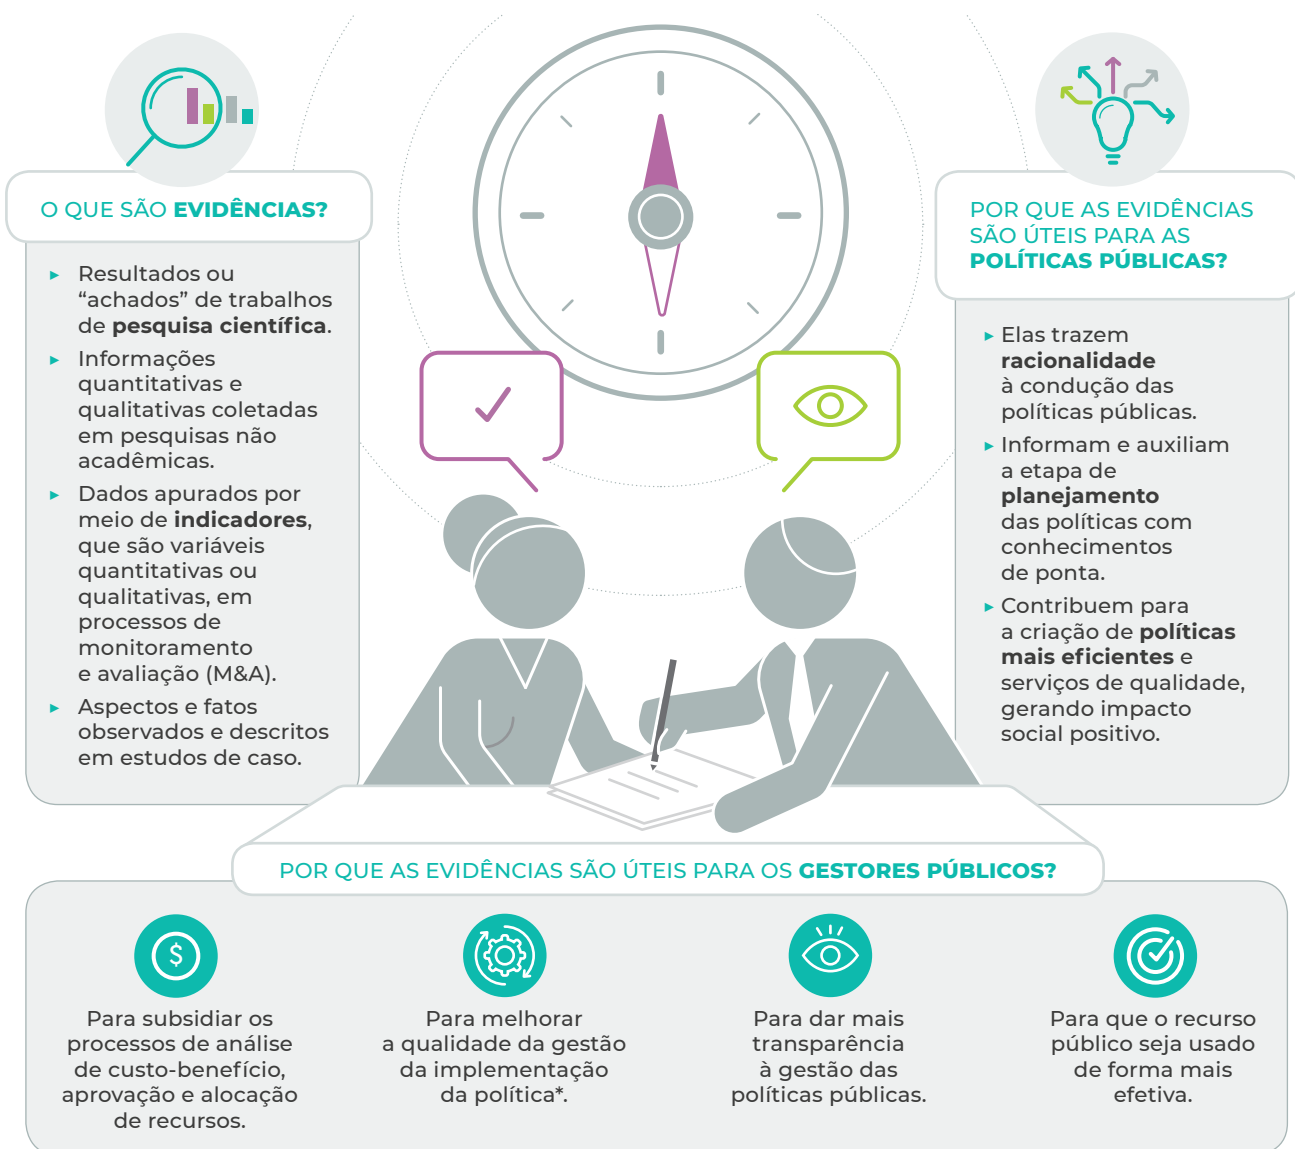 O QUE SÃO EVIDÊNCIAS?
► Resultados ou
“achados” de trabalhos
de pesquisa científica.
► Informações
quantitativas e
qualitativas coletadas
em pesquisas não
acadêmicas.
► Dados apurados por
meio de indicadores,
que são variáveis
quantitativas ou
qualitativas, em
processos de
monitoramento
e avaliação (M&A).
► Aspectos e fatos
observados e descritos
em estudos de caso.
POR QUE AS EVIDÊNCIAS
SÃO ÚTEIS PARA AS
POLÍTICAS PÚBLICAS?
► Elas trazem
racionalidade
à condução das
políticas públicas.
► Informam e auxiliam
a etapa de
planejamento
das políticas com
conhecimentos
de ponta.
► Contribuem para
a criação de políticas
mais eficientes e
serviços de qualidade,
gerando impacto
social positivo.
POR QUE AS EVIDÊNCIAS SÃO ÚTEIS PARA OS GESTORES PÚBLICOS?
$
Para subsidiar os
processos de análise
de custo-benefício,
aprovação e alocação
de recursos.
Para melhorar
a qualidade da gestão
da implementação
da política*.
Para dar mais
transparência
à gestão das
políticas públicas.
Para que o recurso
público seja usado
de forma mais
efetiva.